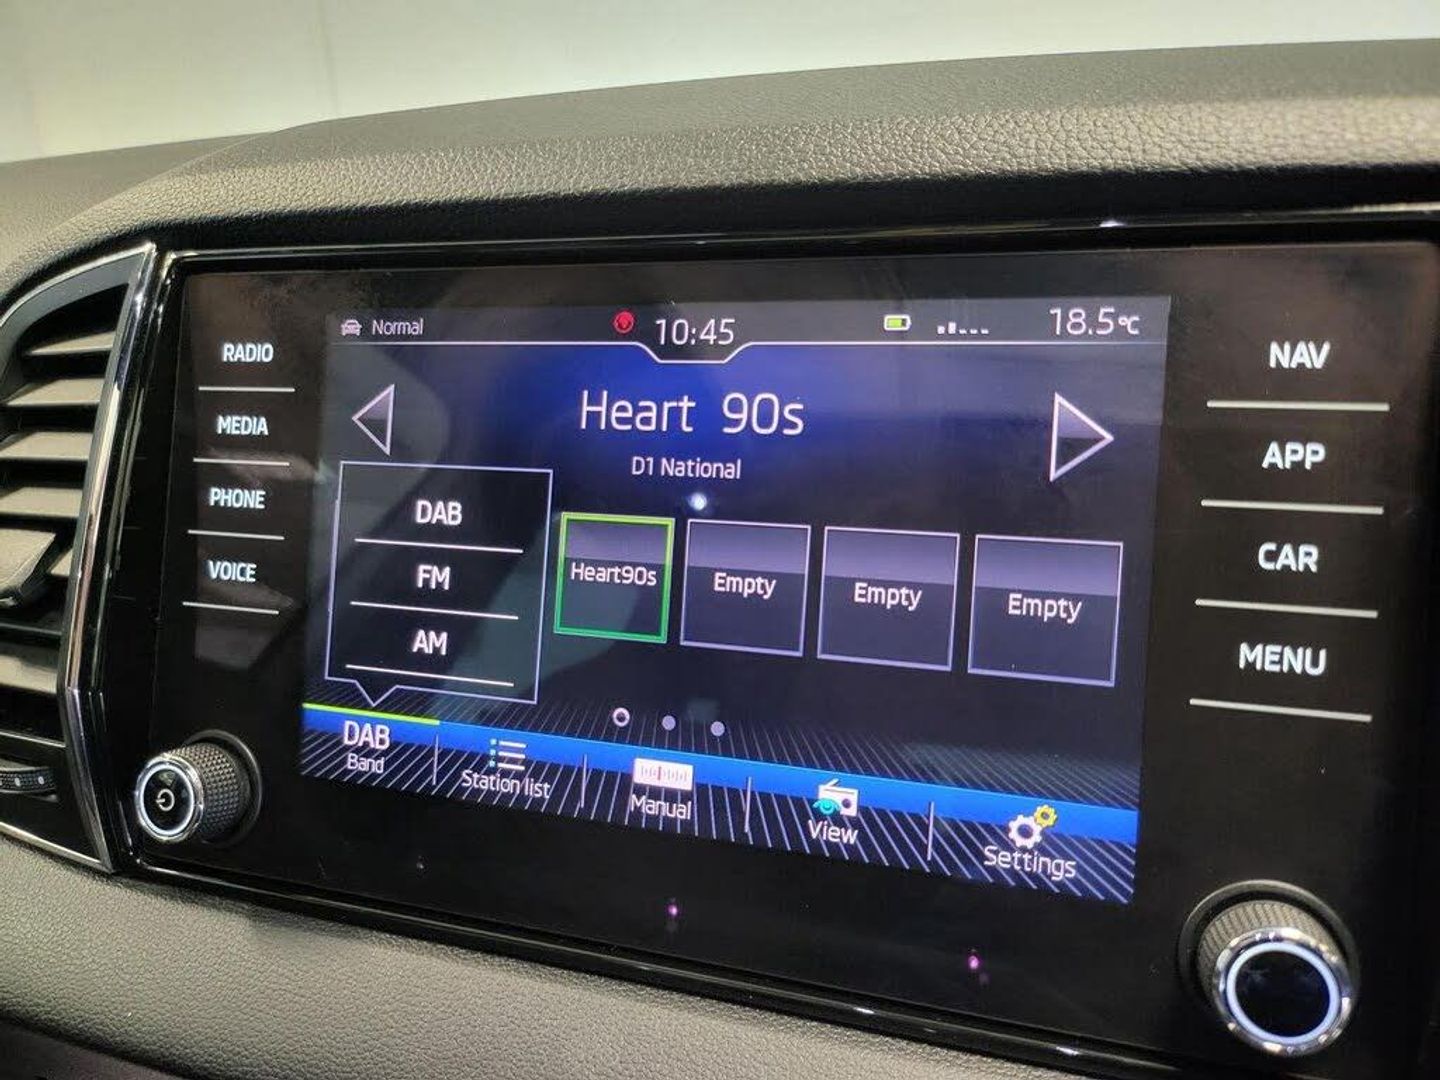 Normal
10:45
18.5°C
RADIO
MEDIA
PHONE
VOICE
Heart 90s
D1 National
DAB
FM
AM
Heart90s
Empty
Empty
Empty
DAB
Band
Station list
Manual
View
Settings
NAV
APP
CAR
MENU